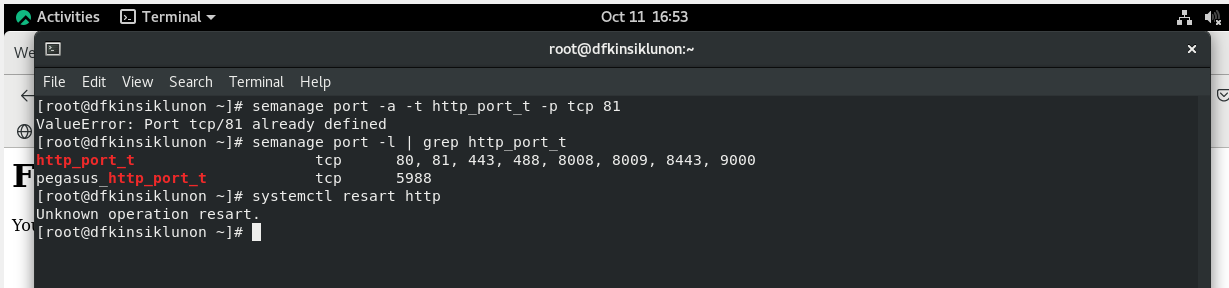 Activities Terminal Oct 11 16:53
We
root@dfkinsiklunon:~
File Edit View Search Terminal Help
[root@dfkinsiklunon ~]# semanage port -a -t http_port_t -p tcp 81
ValueError: Port tcp/81 already defined
[root@dfkinsiklunon ~]# semanage port -l | grep http_port_t
http_port_t tcp 80, 81, 443, 488, 8008, 8009, 8443, 9000
pegasus_http_port_t tcp 5988
[root@dfkinsiklunon ~]# systemctl resart http
Unknown operation resart.
[root@dfkinsiklunon ~]#
F
You